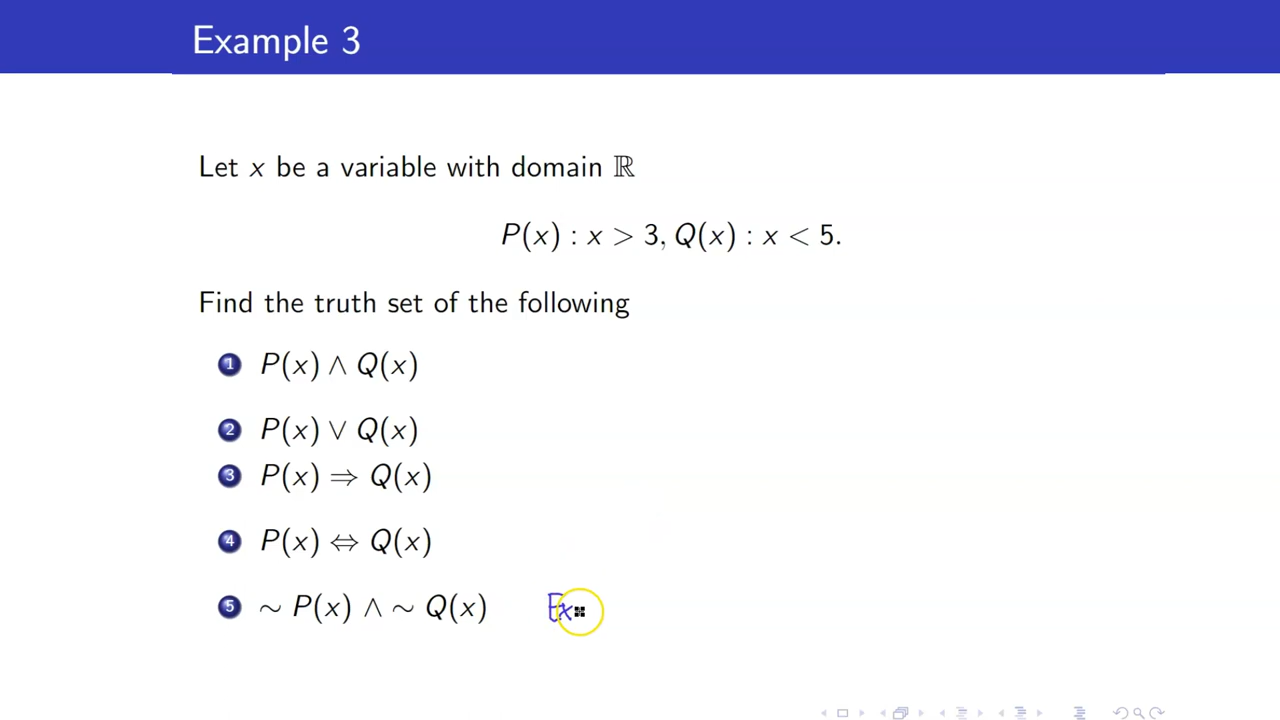 Example 3
Let x be a variable with domain ℝ
P(x) : x > 3, Q(x) : x < 5.
Find the truth set of the following
1 P(x) ∧ Q(x)
2 P(x) ∨ Q(x)
3 P(x) ⇒ Q(x)
4 P(x) ⇔ Q(x)
5 ∼ P(x) ∧ ∼ Q(x) Ex